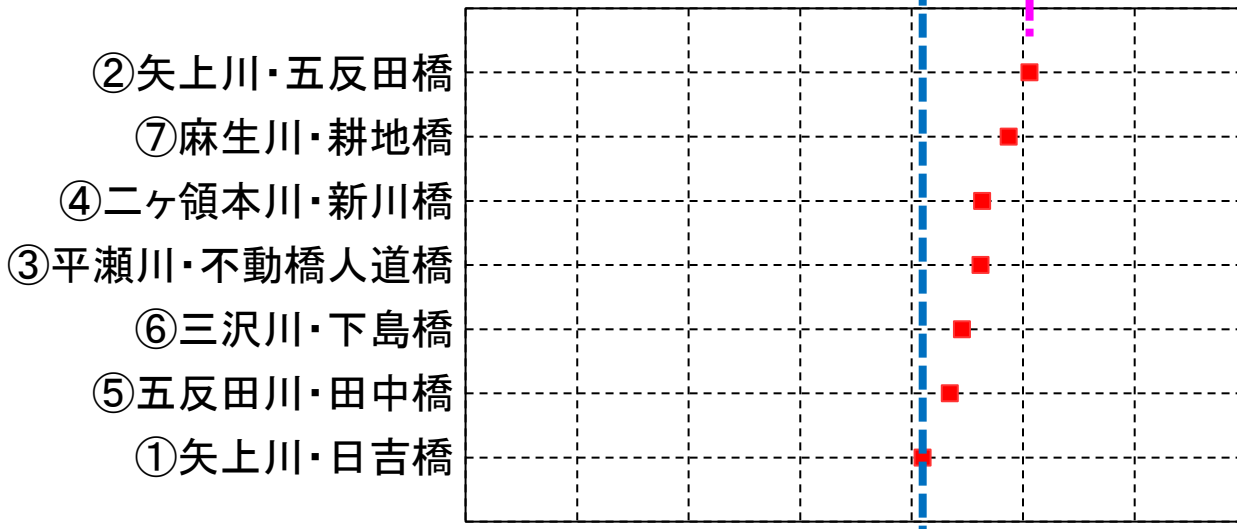 ②矢上川・五反田橋
⑦麻生川・耕地橋
④二ヶ領本川・新川橋
③平瀬川・不動橋人道橋
⑥三沢川・下島橋
⑤五反田川・田中橋
①矢上川・日吉橋